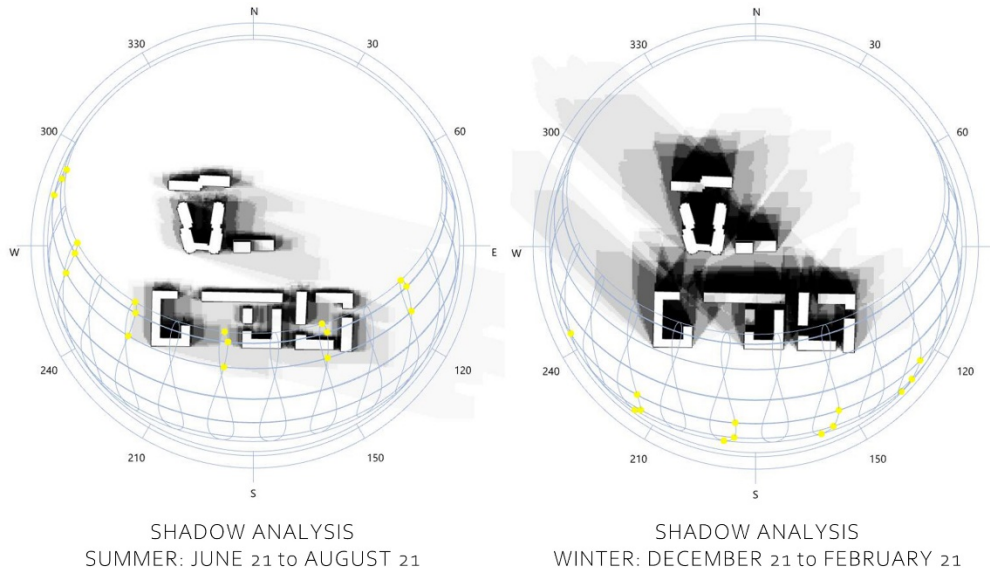 N
330
30
300
60
W
E
240
120
210
150
S
SHADOW ANALYSIS
SUMMER: JUNE 21 to AUGUST 21
N
330
30
300
60
W
E
240
120
210
150
S
SHADOW ANALYSIS
WINTER: DECEMBER 21 to FEBRUARY 21